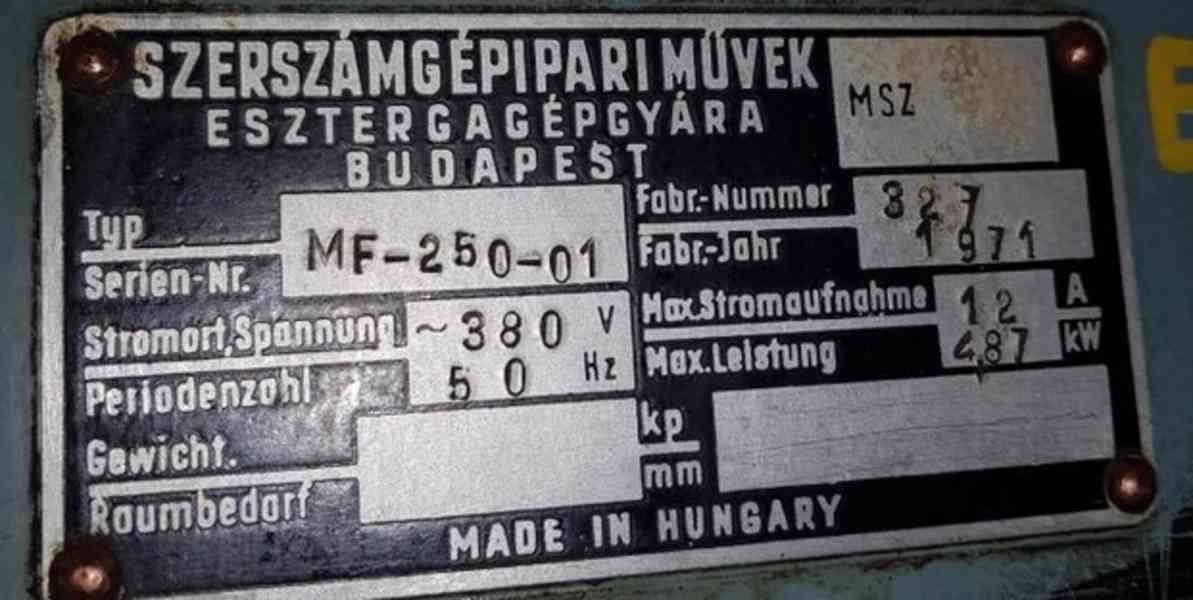 SZERSZÁMGÉPIPARI MŰVEK
ESZTERGAGÉPGYÁRA
BUDAPEST
MSZ
Typ
Serien-Nr.
MF-250-01
Fabr.-Nummer 327
Fabr.-Jahr 1971
Stromart,Spannung ~380 V
Periodenzahl 50 Hz
Max.Stromaufnahme 12 A
Max.Leistung 4,87 kW
Gewicht. kp
Raumbedarf mm
MADE IN HUNGARY